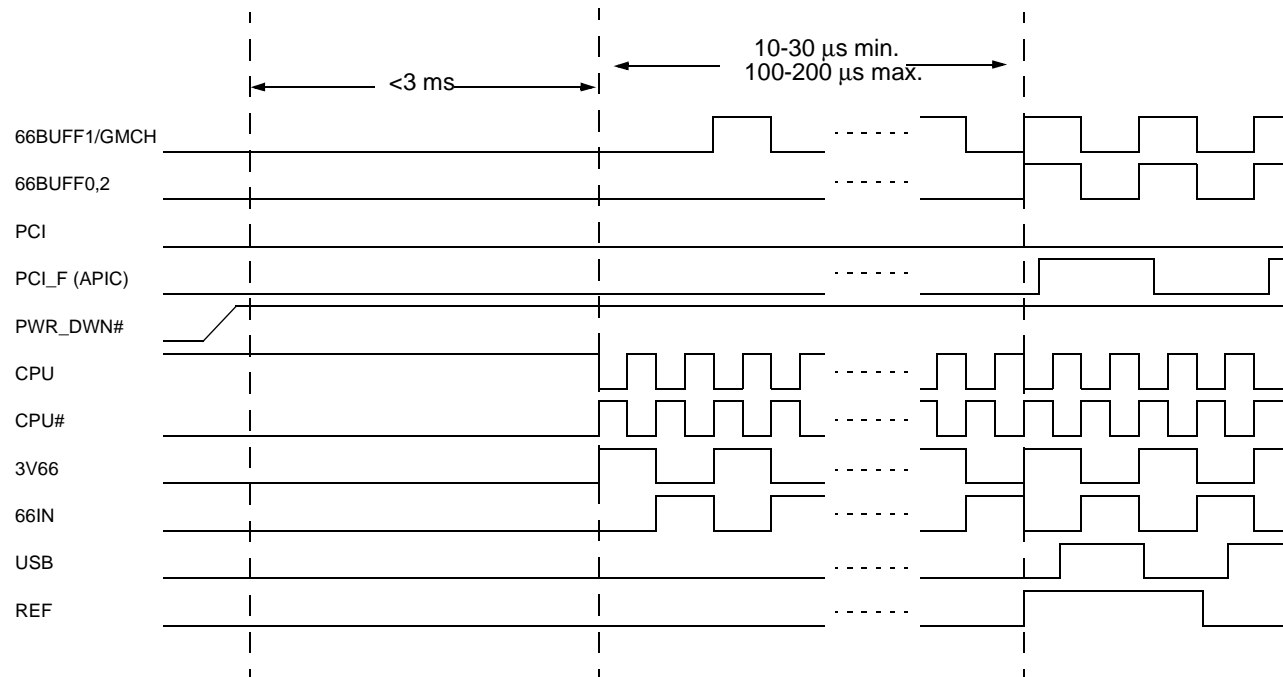 10-30 μs min.
100-200 μs max.
<3 ms
66BUFF1/GMCH
66BUFF0,2
PCI
PCI_F (APIC)
PWR_DWN#
CPU
CPU#
3V66
66IN
USB
REF